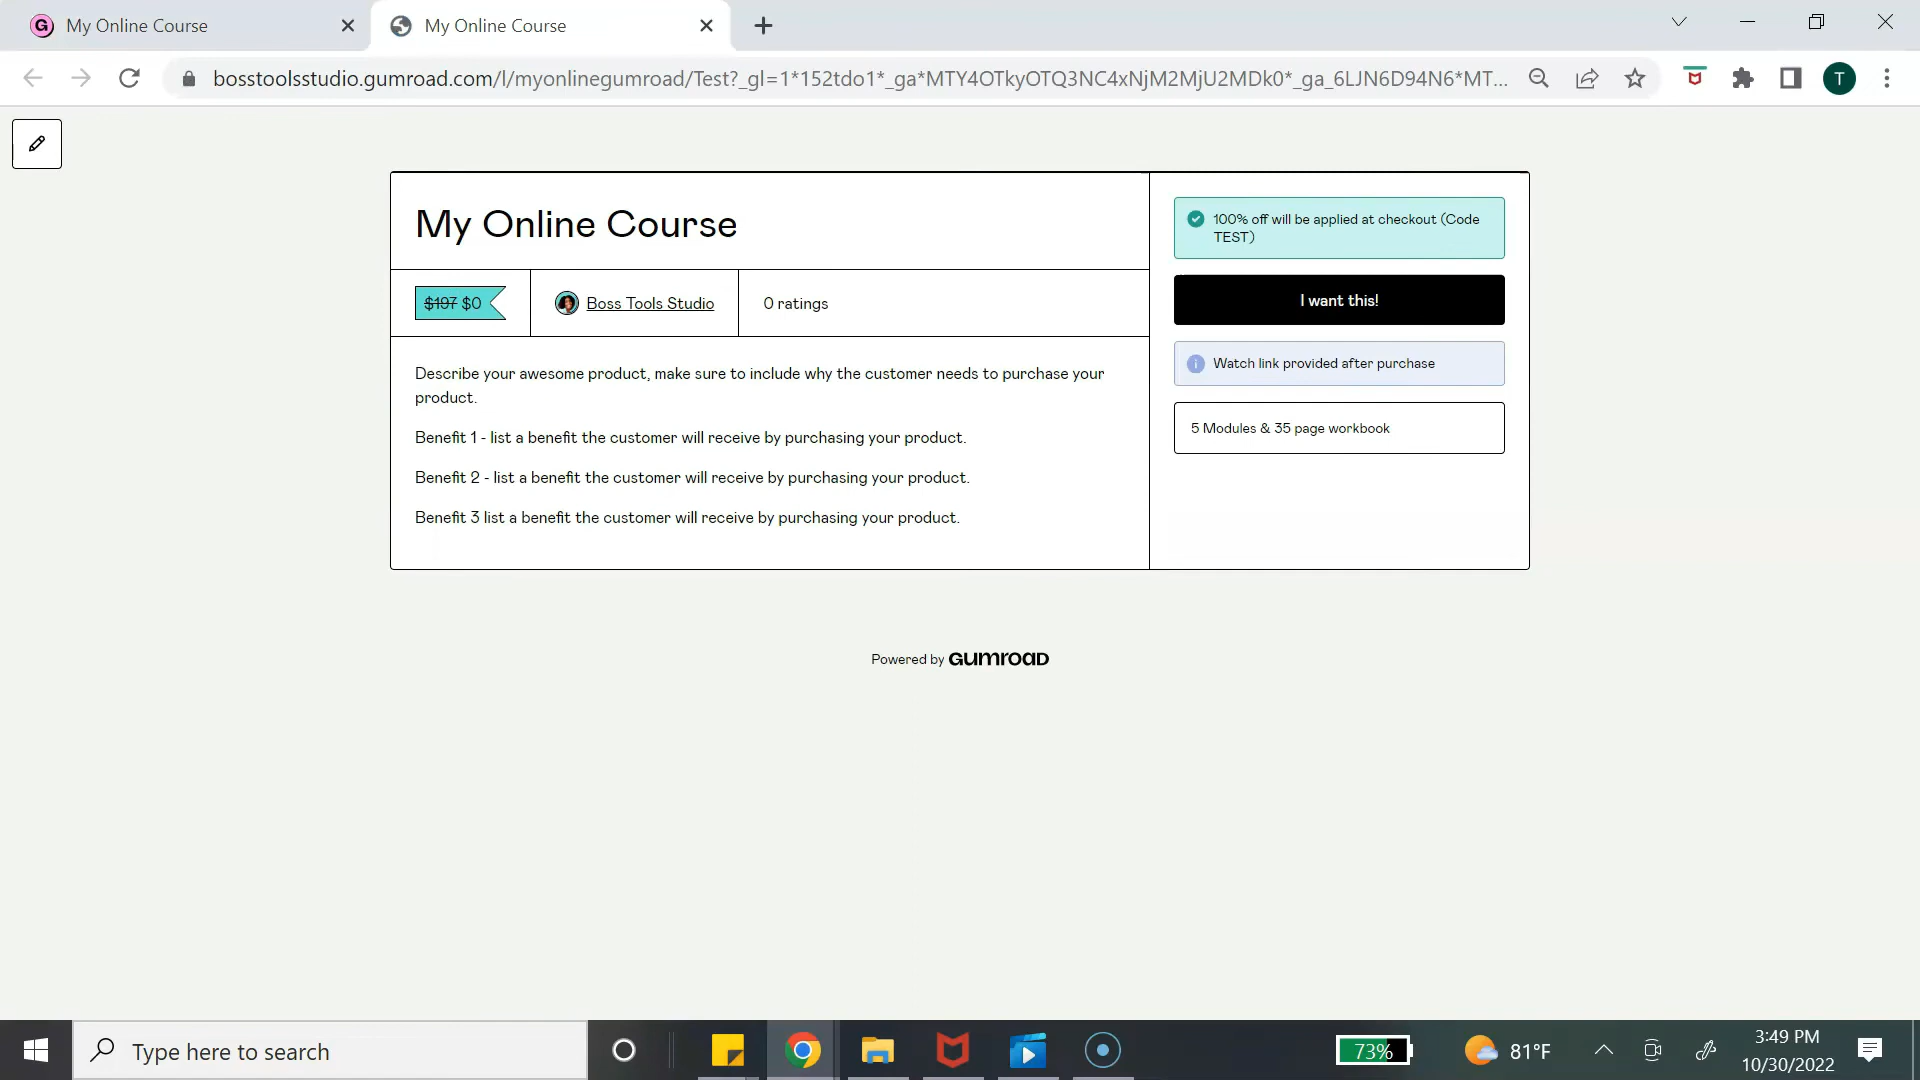 G My Online Course
My Online Course
bosstoolsstudio.gumroad.com/l/myonlinegumroad/Test?_gl=1*152tdo1*_ga*MTY4OTkyOTQ3NC4xNjM2MjU2MDk0*_ga_6LJN6D94N6*MT...
T
My Online Course
$197 $0
Boss Tools Studio
0 ratings
Describe your awesome product, make sure to include why the customer needs to purchase your
product.
Benefit 1 - list a benefit the customer will receive by purchasing your product.
Benefit 2 - list a benefit the customer will receive by purchasing your product.
Benefit 3 list a benefit the customer will receive by purchasing your product.
100% off will be applied at checkout (Code
TEST)
I want this!
Watch link provided after purchase
5 Modules & 35 page workbook
Powered by GUMROAD
Type here to search
73%
81°F
3:49 PM
10/30/2022